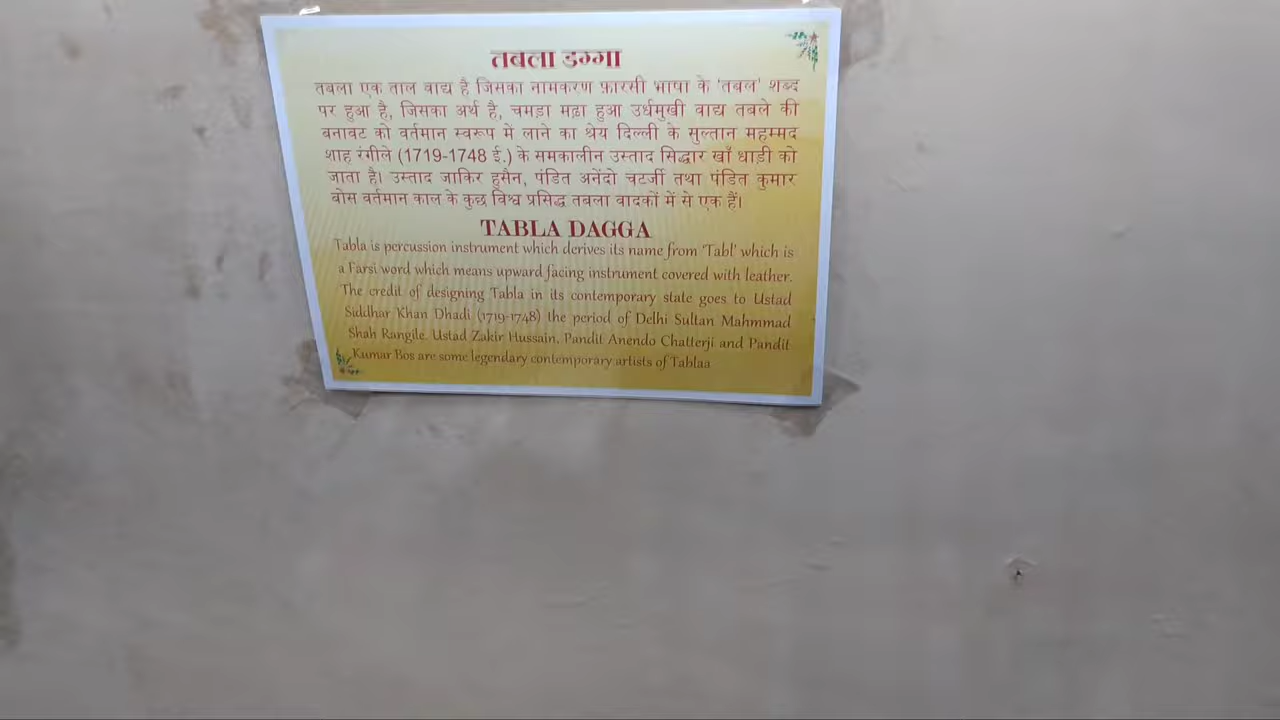 तबला डग्गा
तबला एक ताल वाद्य है जिसका नामकरण फ़ारसी भाषा के 'तबल' शब्द
पर हुआ है, जिसका अर्थ है, चमड़ा मढ़ा हुआ उर्धमुखी वाद्य तबले की
बनावट को वर्तमान स्वरूप में लाने का श्रेय दिल्ली के सुल्तान महम्मद
शाह रंगीले (1719-1748 ई.) के समकालीन उस्ताद सिद्धार खाँ धाड़ी को
जाता है। उस्ताद जाकिर हुसैन, पंडित अनेंदो चटर्जी तथा पंडित कुमार
बोस वर्तमान काल के कुछ विश्व प्रसिद्ध तबला वादकों में से एक हैं।
TABLA DAGGA
Tabla is percussion instrument which derives its name from 'Tabl' which is
a Farsi word which means upward facing instrument covered with leather.
The credit of designing Tabla in its contemporary state goes to Ustad
Siddhar Khan Dhadi (1719-1748) the period of Delhi Sultan Mahmmad
Shah Rangile. Ustad Zakir Hussain, Pandit Anendo Chatterji and Pandit
Kumar Bos are some legendary contemporary artists of Tablaa